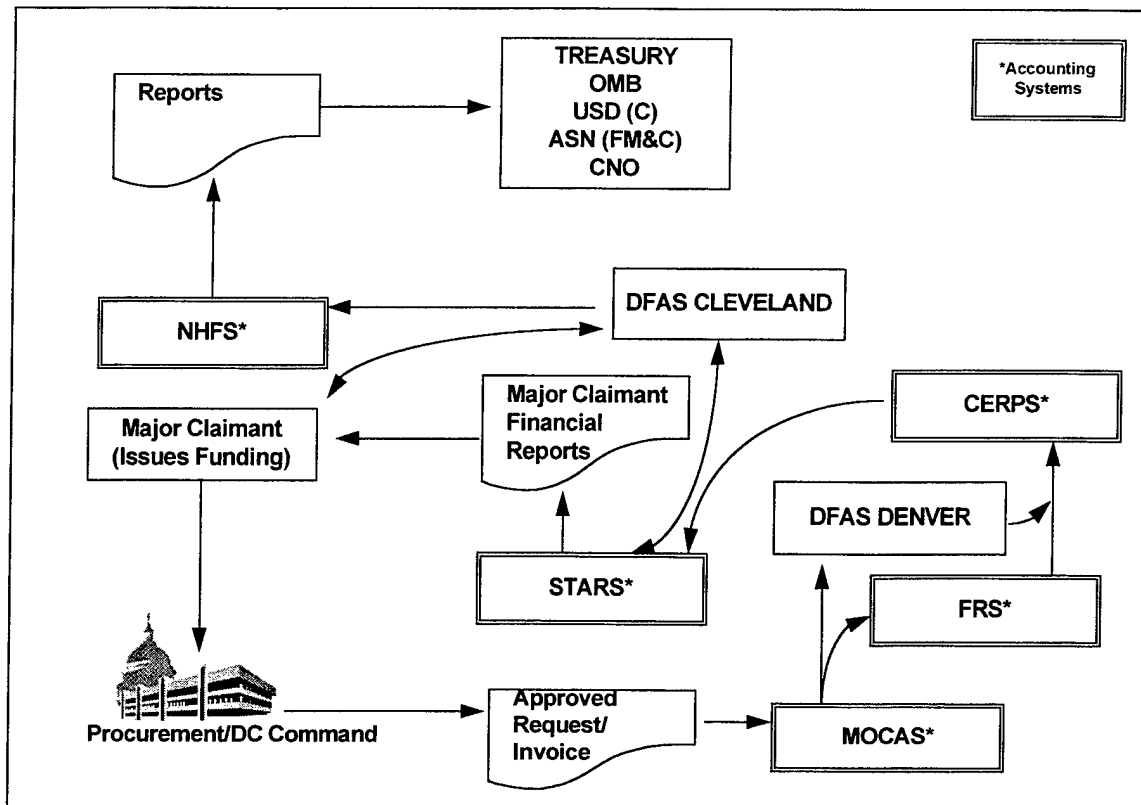 Reports
TREASURY
OMB
USD (C)
ASN (FM&C)
CNO
*Accounting
Systems
NHFS*
DFAS CLEVELAND
Major Claimant
(Issues Funding)
Major Claimant
Financial
Reports
CERPS*
DFAS DENVER
STARS*
FRS*
Procurement/DC Command
Approved
Request/
Invoice
MOCAS*